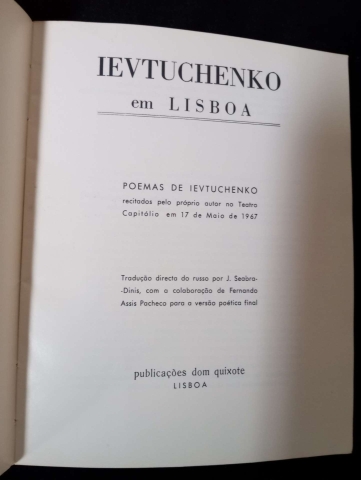 IEVTUCHENKO
em LISBOA
POEMAS DE IEVTUCHENKO
recitados pelo próprio autor no Teatro
Capitálio em 17 de Maio de 1967
Tradução directa do russo por J. Seabra-
-Dinis, com a colaboração de Fernando
Assis Pacheco para a versão poética final
publicações dom quixote
LISBOA